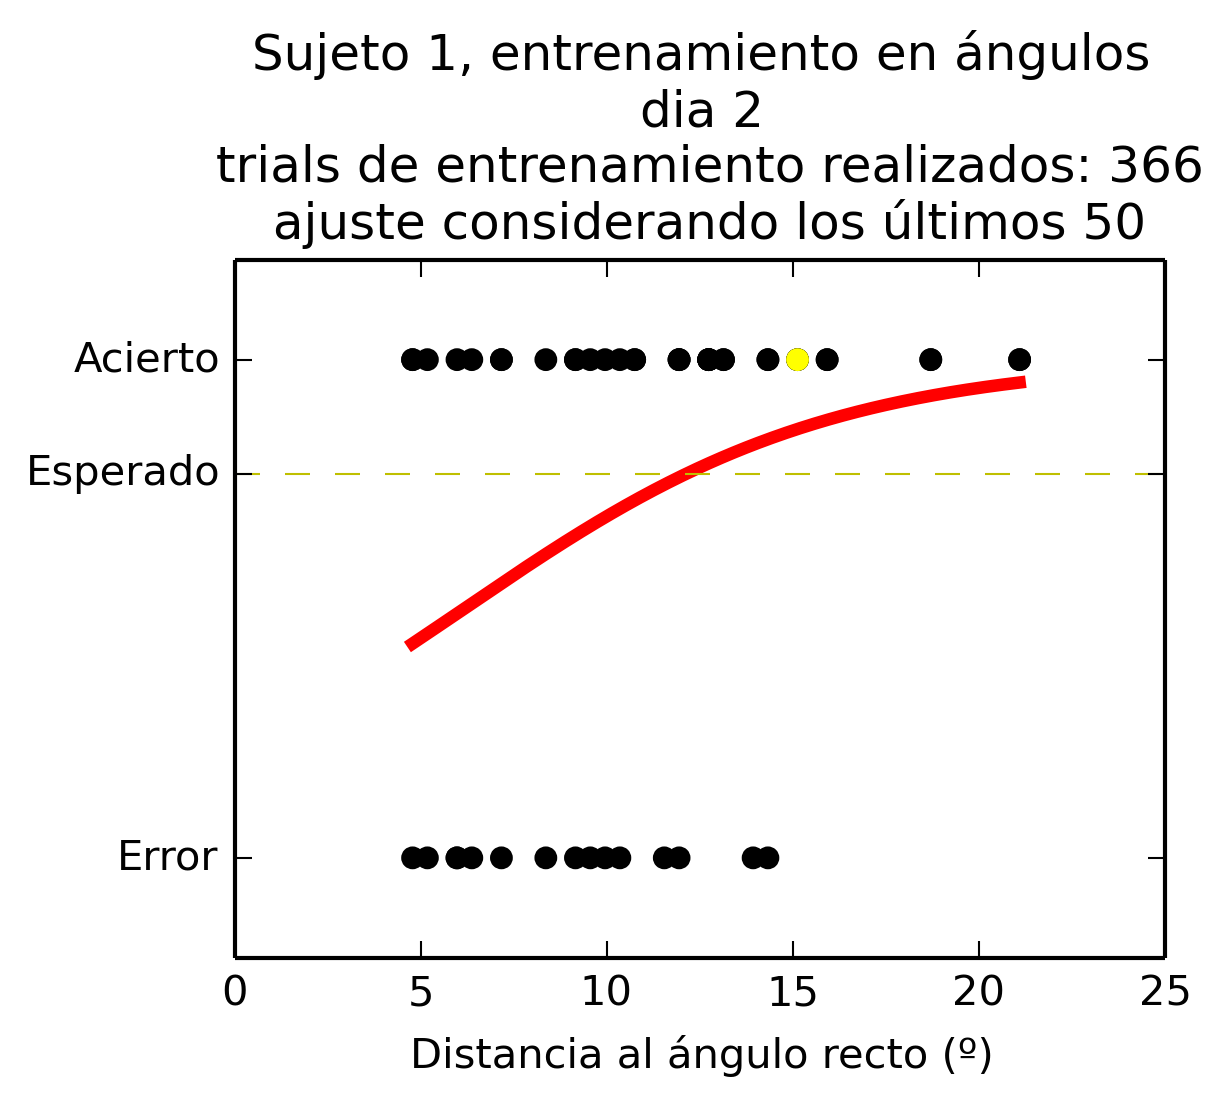 Sujeto 1, entrenamiento en ángulos
dia 2
trials de entrenamiento realizados: 366
ajuste considerando los últimos 50
Acierto
Esperado
Error
0 5 10 15 20 25
Distancia al ángulo recto (º)